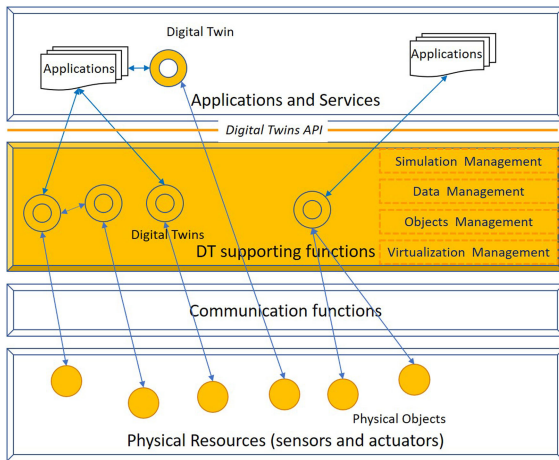 Digital Twin
Applications
Applications
Applications and Services
Digital Twins API
Simulation Management
Data Management
Objects Management
Virtualization Management
Digital Twins
DT supporting functions
Communication functions
Physical Objects
Physical Resources (sensors and actuators)